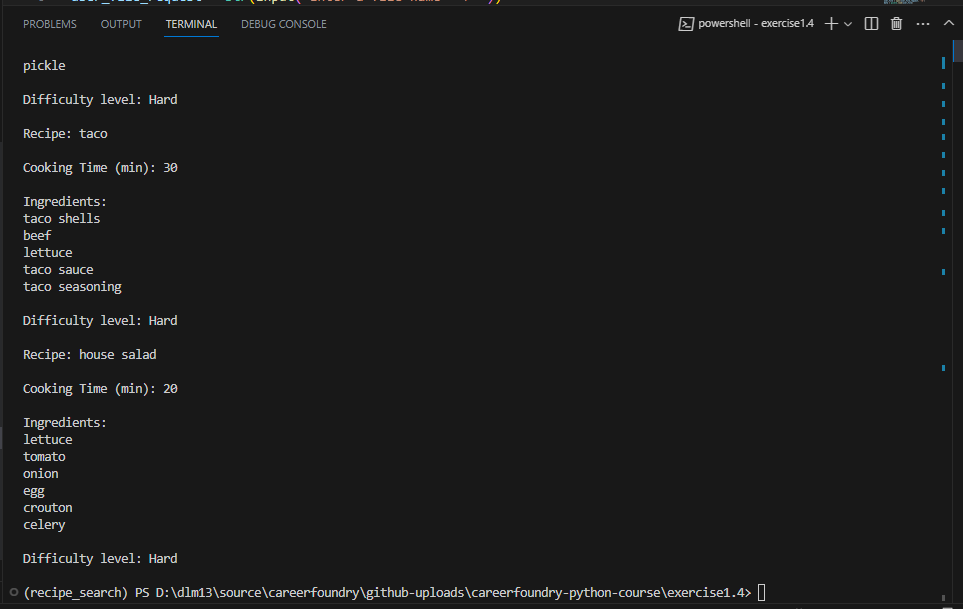 PROBLEMS OUTPUT TERMINAL DEBUG CONSOLE powershell - exercise1.4
pickle
Difficulty level: Hard
Recipe: taco
Cooking Time (min): 30
Ingredients:
taco shells
beef
lettuce
taco sauce
taco seasoning
Difficulty level: Hard
Recipe: house salad
Cooking Time (min): 20
Ingredients:
lettuce
tomato
onion
egg
crouton
celery
Difficulty level: Hard
(recipe_search) PS D:\dlm13\source\careerfoundry\github-uploads\careerfoundry-python-course\exercise1.4>